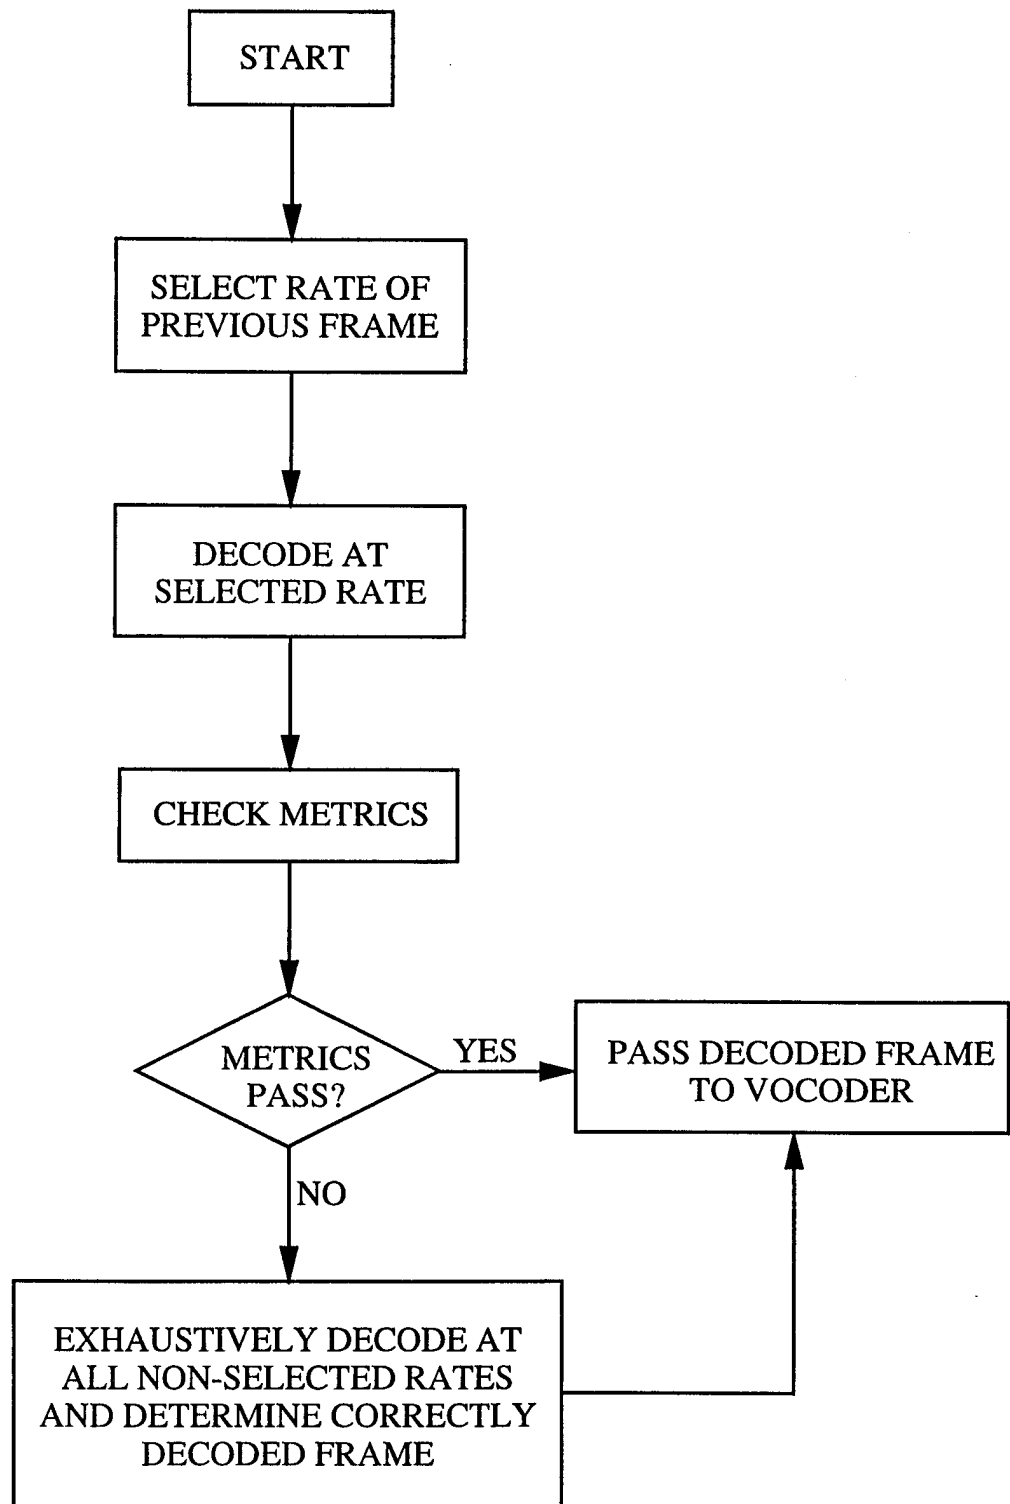 START
SELECT RATE OF
PREVIOUS FRAME
DECODE AT
SELECTED RATE
CHECK METRICS
METRICS
PASS?
YES
PASS DECODED FRAME
TO VOCODER
NO
EXHAUSTIVELY DECODE AT
ALL NON-SELECTED RATES
AND DETERMINE CORRECTLY
DECODED FRAME